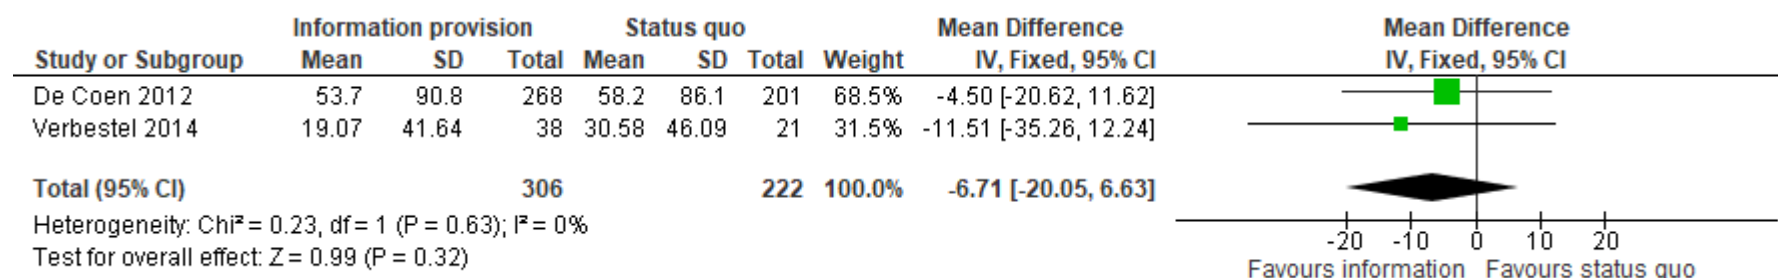 Information provision Status quo Mean Difference Mean Difference
Study or Subgroup Mean SD Total Mean SD Total Weight IV, Fixed, 95% CI IV, Fixed, 95% CI
De Coen 2012 53.7 90.8 268 58.2 86.1 201 68.5% -4.50 [-20.62, 11.62]
Verbestel 2014 19.07 41.64 38 30.58 46.09 21 31.5% -11.51 [-35.26, 12.24]
Total (95% CI) 306 222 100.0% -6.71 [-20.05, 6.63]
Heterogeneity: Chi² = 0.23, df = 1 (P = 0.63); I² = 0%
Test for overall effect: Z = 0.99 (P = 0.32)
-20 -10 0 10 20
Favours information Favours status quo